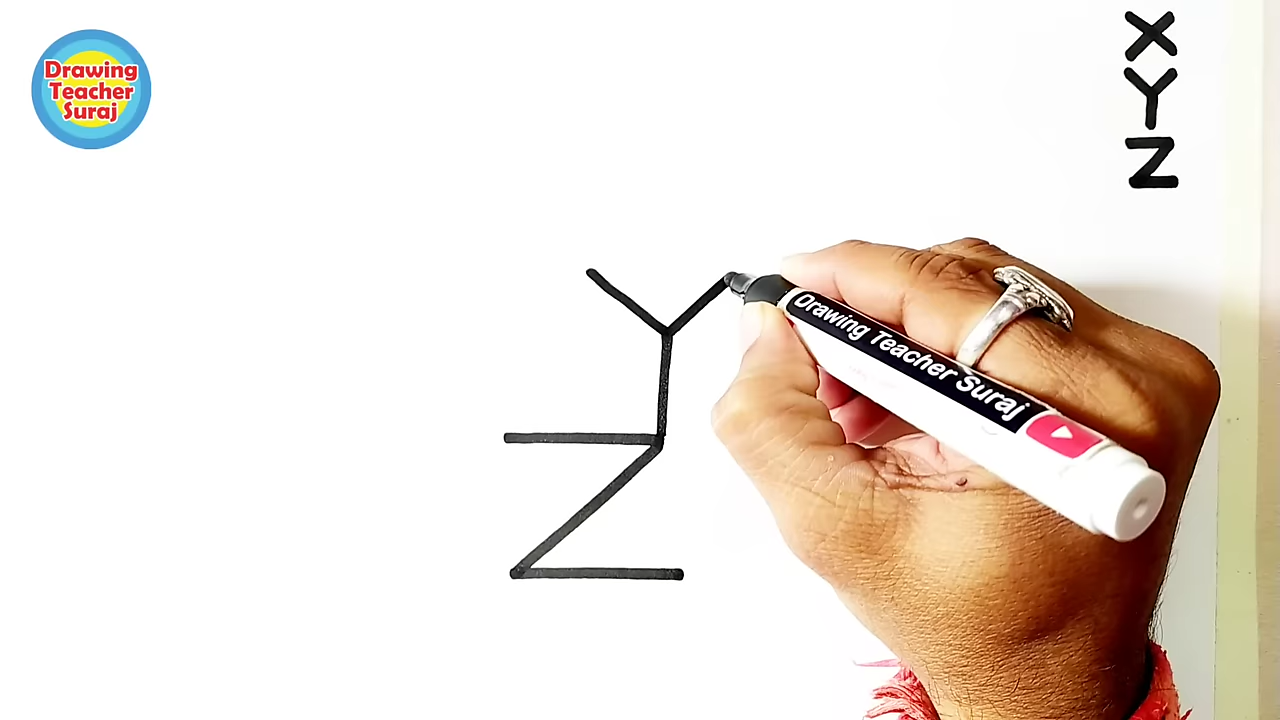 Drawing
Teacher
Suraj
X
Y
Z
Y
Z
Drawing Teacher Suraj